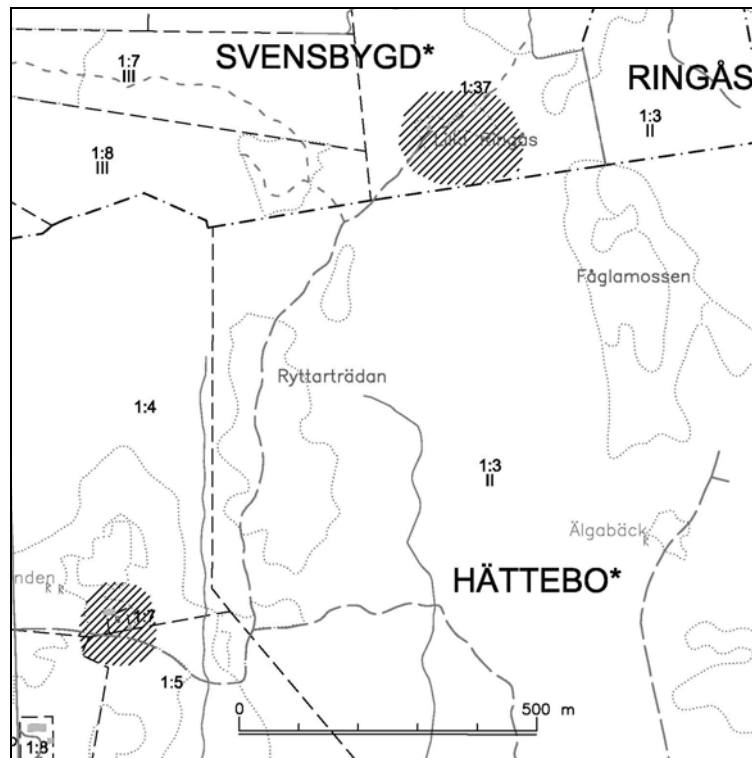 1:7
III
SVENSBYGD*
1:37
RINGÅS
1:3
II
Lilla Ringås
1:8
III
Fåglamossen
Ryttarträdan
1:4
1:3
II
Älgabäck
R
HÄTTEBO*
nden
R R
1:7
1:5
0 500 m
1:8